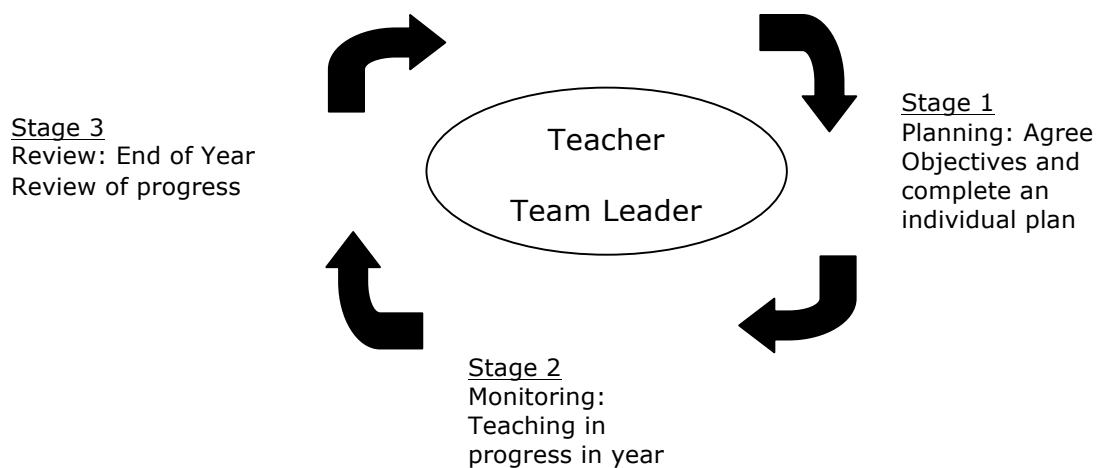 Teacher
Team Leader
Stage 1
Planning: Agree
Objectives and
complete an
individual plan
Stage 2
Monitoring:
Teaching in
progress in year
Stage 3
Review: End of Year
Review of progress